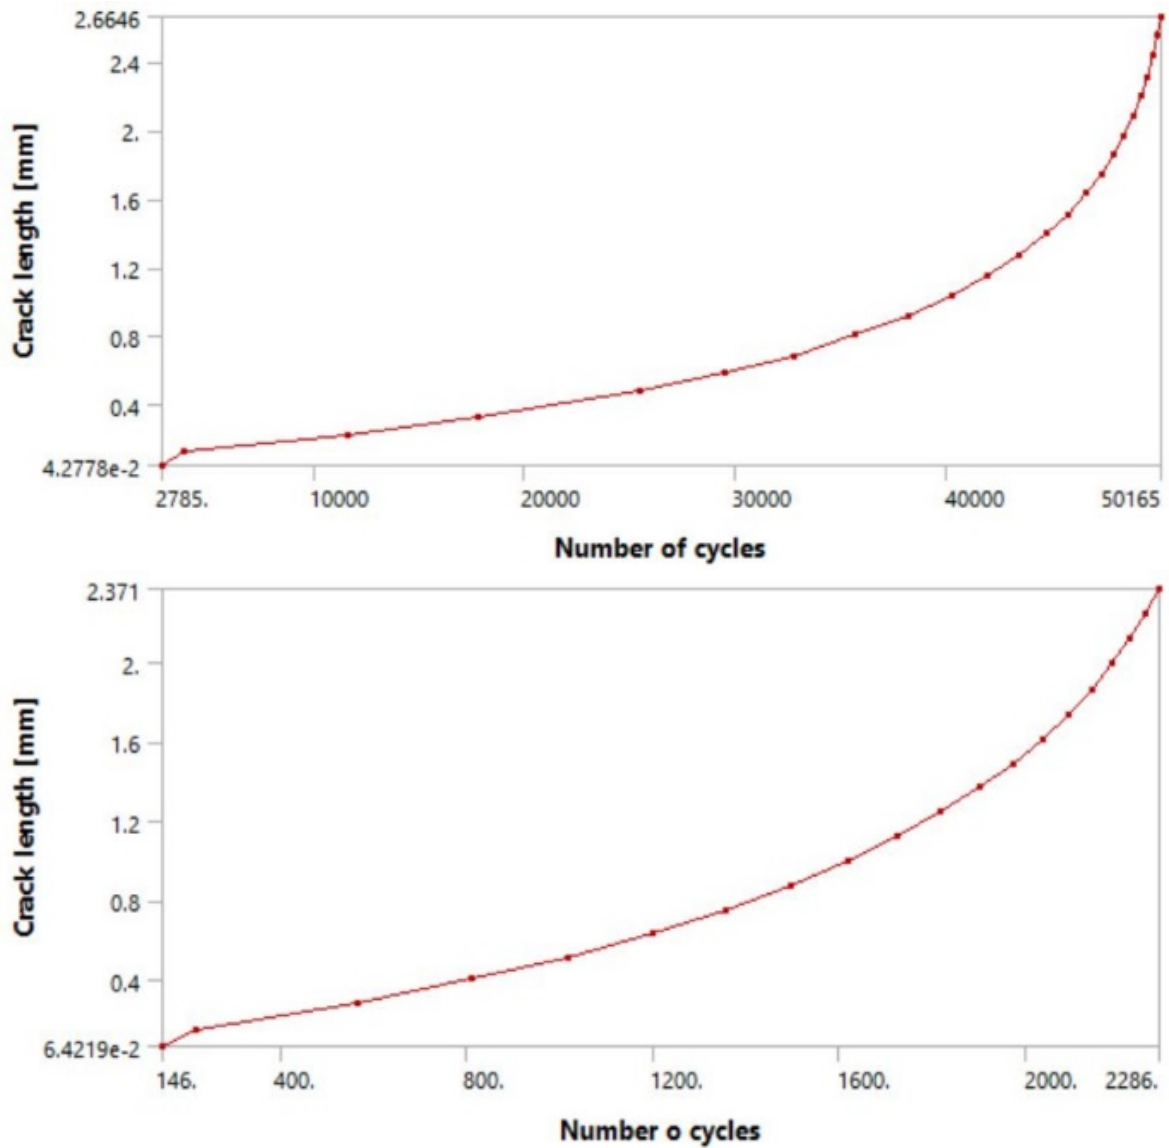 2.6646
2.4
2.
1.6
1.2
0.8
0.4
4.2778e-2
Crack length [mm]
2785. 10000 20000 30000 40000 50165
Number of cycles
2.371
2.
1.6
1.2
0.8
0.4
6.4219e-2
Crack length [mm]
146. 400. 800. 1200. 1600. 2000. 2286.
Number o cycles